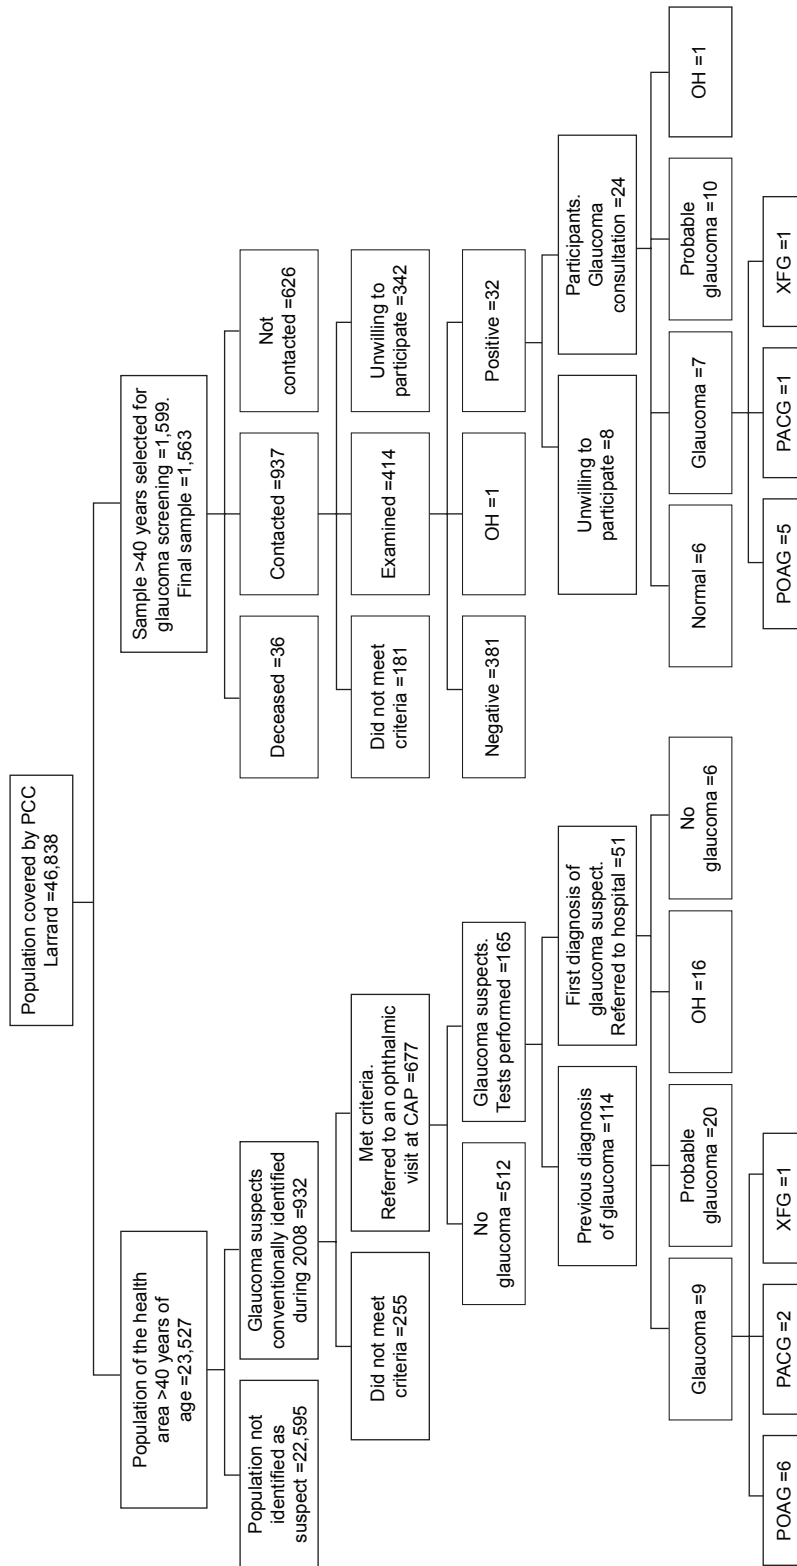 Population covered by PCC
Larrard =46,838
Population of the health
area >40 years of
age =23,527
Sample >40 years selected for
glaucoma screening =1,599.
Final sample =1,563
Population not
identified as
suspect =22,595
Glaucoma suspects
conventionally identified
during 2008 =932
Deceased =36
Contacted =937
Not
contacted =626
Did not meet
criteria =255
Met criteria.
Referred to an ophthalmic
visit at CAP =677
Did not meet
criteria =181
Examined =414
Unwilling to
participate =342
No
glaucoma =512
Glaucoma suspects.
Tests performed =165
Negative =381
OH =1
Positive =32
Previous diagnosis
of glaucoma =114
First diagnosis of
glaucoma suspect.
Referred to hospital =51
Unwilling to
participate =8
Participants.
Glaucoma
consultation =24
Glaucoma =9
Probable
glaucoma =20
OH =16
No
glaucoma =6
Normal =6
Glaucoma =7
Probable
glaucoma =10
OH =1
POAG =6
PACG =2
XFG =1
POAG =5
PACG =1
XFG =1